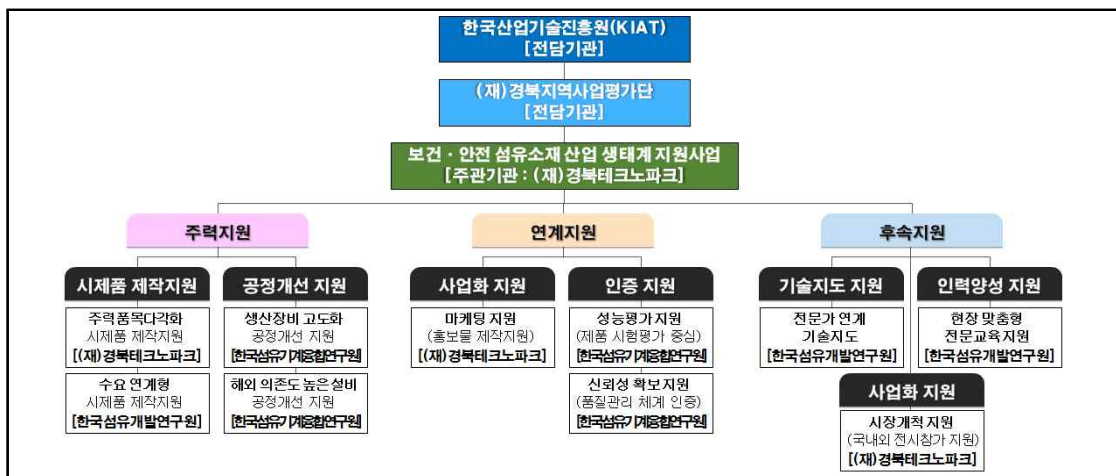 한국산업기술진흥원(KIAT)
[전담기관]
(재)경북지역사업평가단
[전담기관]
보건 · 안전 섬유소재 산업 생태계 지원사업
[주관기관 : (재)경북테크노파크]
주력지원
연계지원
후속지원
시제품 제작지원
공정개선 지원
사업화 지원
인증 지원
기술지도 지원
인력양성 지원
주력품목다각화
시제품 제작지원
[(재)경북테크노파크]
생산장비 고도화
공정개선 지원
[한국섬유기계융합연구원]
마케팅 지원
(홍보물 제작지원)
[(재)경북테크노파크]
성능평가 지원
(제품 시험평가 중심)
[한국섬유기계융합연구원]
전문가 연계
기술지도
[한국섬유개발연구원]
현장 맞춤형
전문교육지원
[한국섬유개발연구원]
수요 연계형
시제품 제작지원
[한국섬유개발연구원]
해외 의존도 높은 설비
공정개선 지원
[한국섬유기계융합연구원]
신뢰성 확보 지원
(품질관리 체계 인증)
[한국섬유기계융합연구원]
사업화 지원
시장개척 지원
(국내외 전시참가 지원)
[(재)경북테크노파크]